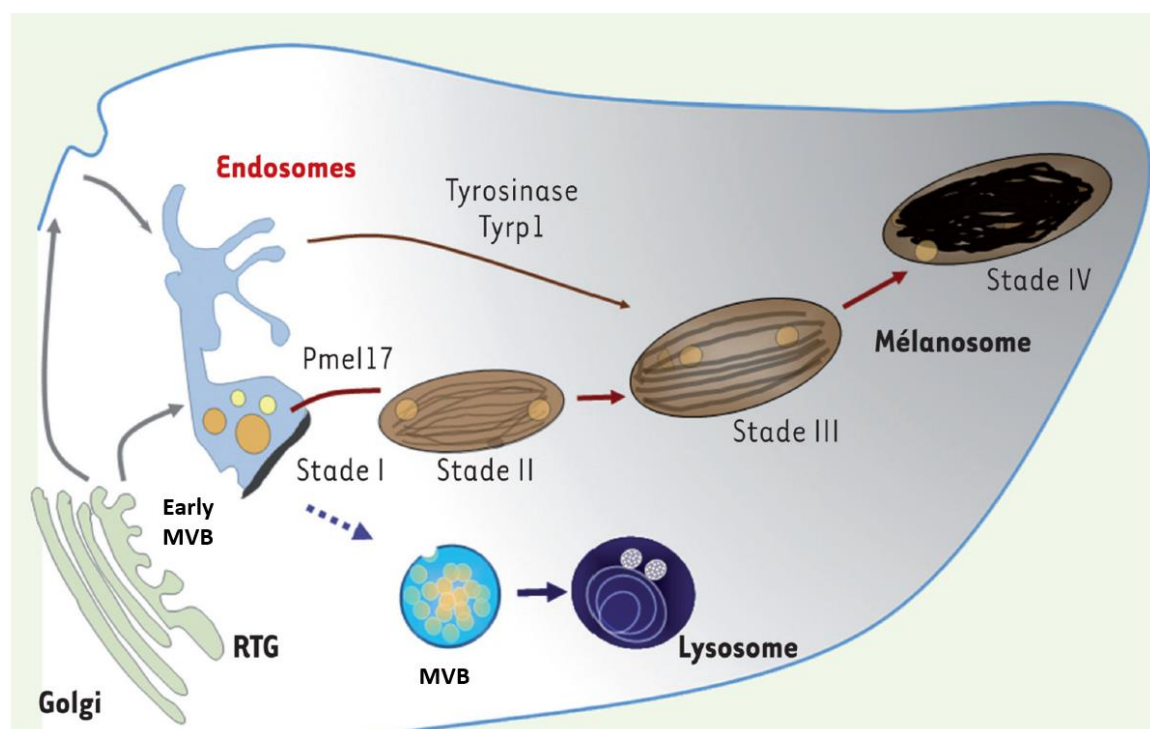 Endosomes
Tyrosinase
Tyrp1
Stade IV
Mélanosome
Pmel17
Stade III
Stade I
Stade II
Early
MVB
RTG
Lysosome
MVB
Golgi